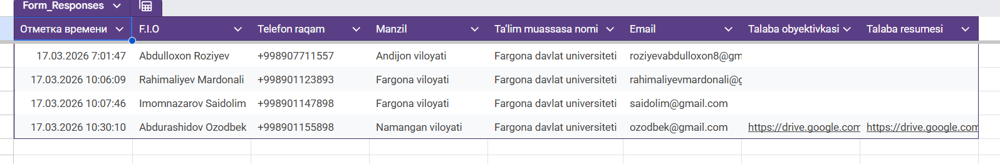 Form_Responses
Отметка времени F.I.O Telefon raqam Manzil Ta'lim muassasa nomi Email Talaba obyektivkasi Talaba resumesi
17.03.2026 7:01:47 Abdulloxon Roziyev +998907711557 Andijon viloyati Fargona davlat universiteti roziyevabdulloxon8@gm
17.03.2026 10:06:09 Rahimaliyev Mardonali +998901123893 Fargona viloyati Fargona davlat universiteti rahimaliyevmardonali@g
17.03.2026 10:07:46 Imomnazarov Saidolim +998901147898 Fargona viloyati Fargona davlat universiteti saidolim@gmail.com
17.03.2026 10:30:10 Abdurashidov Ozodbek +998901155898 Namangan viloyati Fargona davlat universiteti ozodbek@gmail.com https://drive.google.com https://drive.google.com